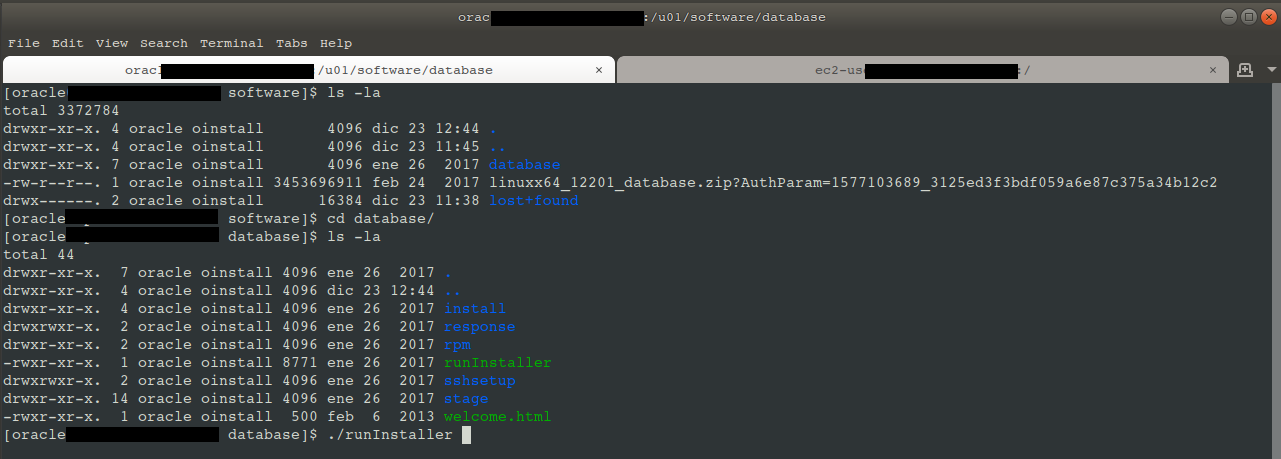 orac :/u01/software/database
File Edit View Search Terminal Tabs Help
oracl /u01/software/database × ec2-use :/ ×
[oracle software]$ ls -la
total 3372784
drwxr-xr-x. 4 oracle oinstall 4096 dic 23 12:44 .
drwxr-xr-x. 4 oracle oinstall 4096 dic 23 11:45 ..
drwxr-xr-x. 7 oracle oinstall 4096 ene 26 2017 database
-rw-r--r--. 1 oracle oinstall 3453696911 feb 24 2017 linuxx64_12201_database.zip?AuthParam=1577103689_3125ed3f3bdf059a6e87c375a34b12c2
drwx------. 2 oracle oinstall 16384 dic 23 11:38 lost+found
[oracle software]$ cd database/
[oracle database]$ ls -la
total 44
drwxr-xr-x. 7 oracle oinstall 4096 ene 26 2017 .
drwxr-xr-x. 4 oracle oinstall 4096 dic 23 12:44 ..
drwxr-xr-x. 4 oracle oinstall 4096 ene 26 2017 install
drwxrwxr-x. 2 oracle oinstall 4096 ene 26 2017 response
drwxr-xr-x. 2 oracle oinstall 4096 ene 26 2017 rpm
-rwxr-xr-x. 1 oracle oinstall 8771 ene 26 2017 runInstaller
drwxrwxr-x. 2 oracle oinstall 4096 ene 26 2017 sshsetup
drwxr-xr-x. 14 oracle oinstall 4096 ene 26 2017 stage
-rwxr-xr-x. 1 oracle oinstall 500 feb 6 2013 welcome.html
[oracle database]$ ./runInstaller